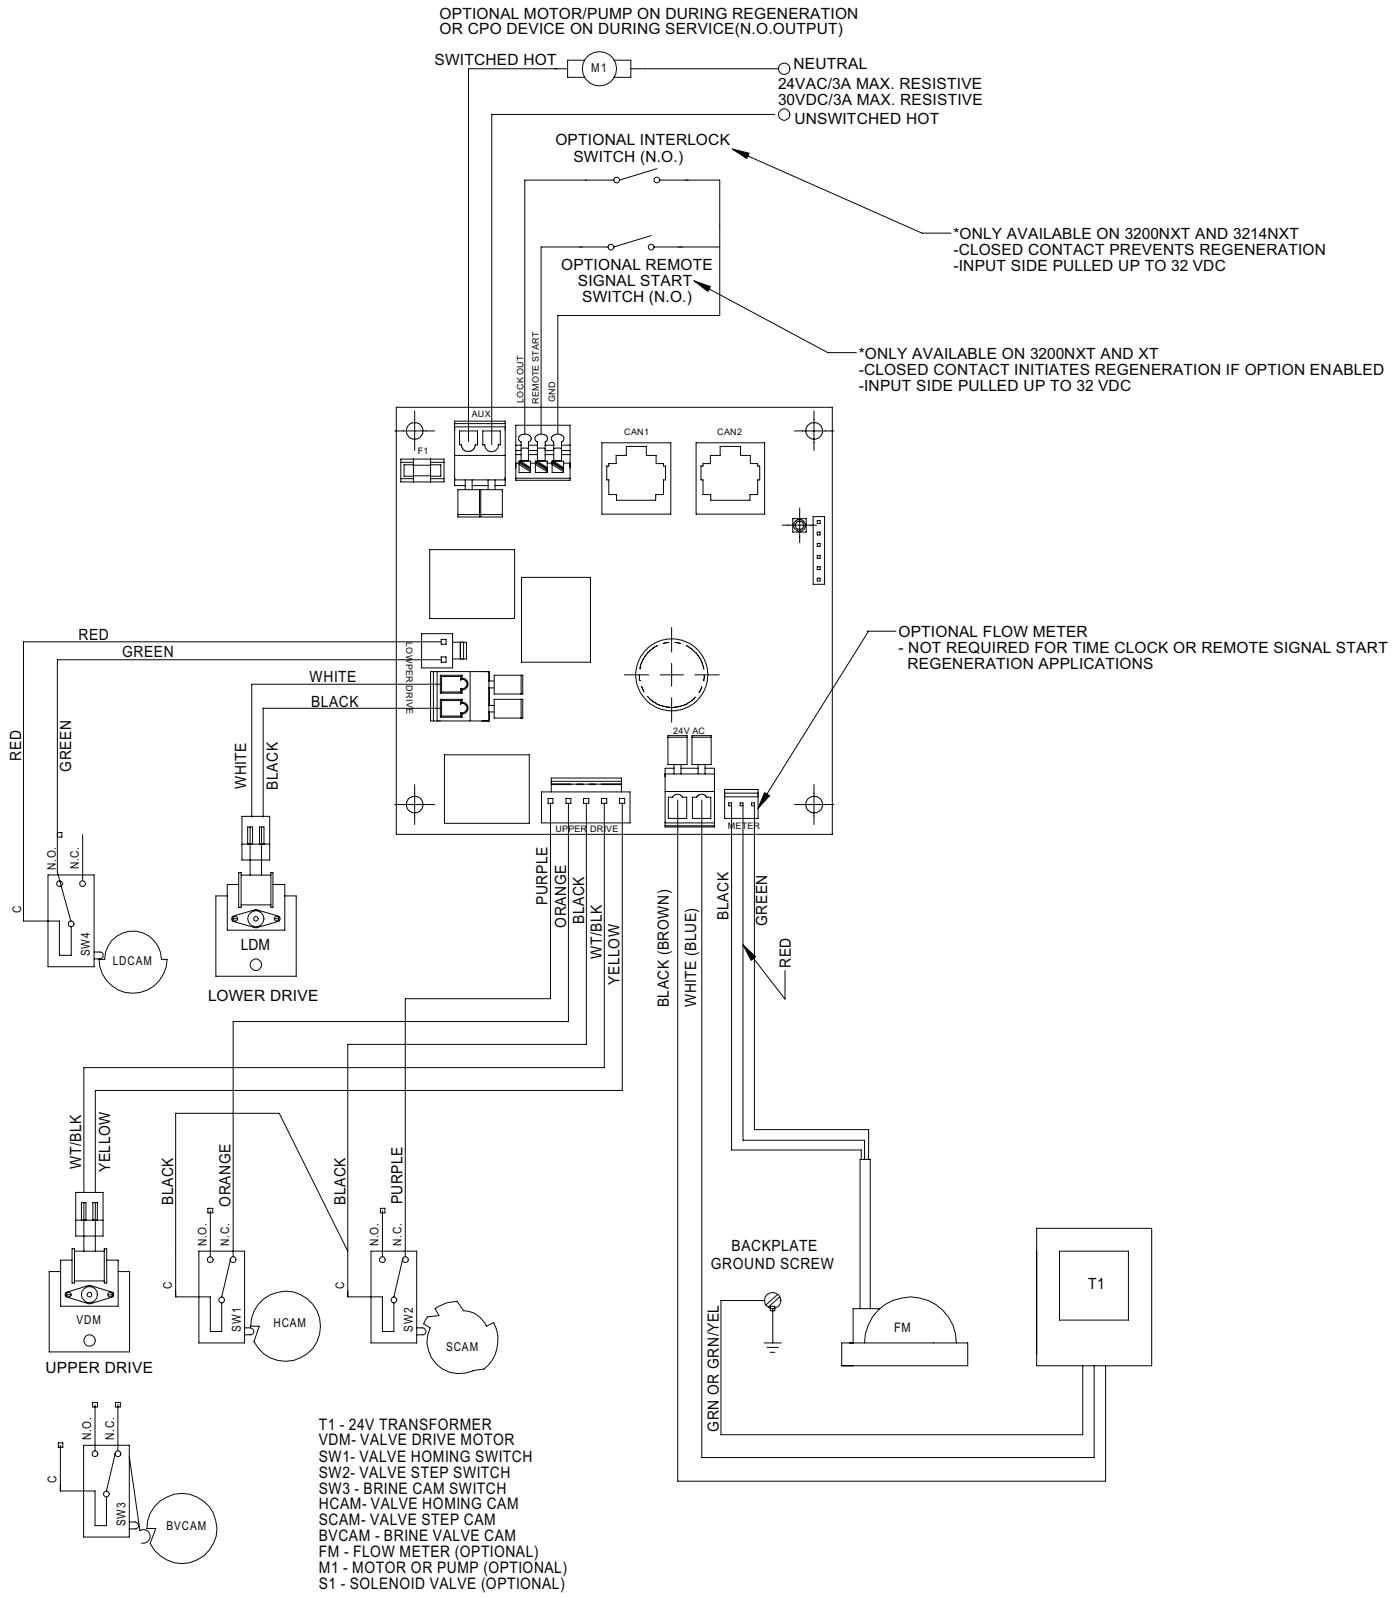 OPTIONAL MOTOR/PUMP ON DURING REGENERATION
OR CPO DEVICE ON DURING SERVICE(N.O.OUTPUT)
SWITCHED HOT
M1
NEUTRAL
24VAC/3A MAX. RESISTIVE
30VDC/3A MAX. RESISTIVE
UNSWITCHED HOT
OPTIONAL INTERLOCK
SWITCH (N.O.)
*ONLY AVAILABLE ON 3200NXT AND 3214NXT
-CLOSED CONTACT PREVENTS REGENERATION
-INPUT SIDE PULLED UP TO 32 VDC
OPTIONAL REMOTE
SIGNAL START
SWITCH (N.O.)
*ONLY AVAILABLE ON 3200NXT AND XT
-CLOSED CONTACT INITIATES REGENERATION IF OPTION ENABLED
-INPUT SIDE PULLED UP TO 32 VDC
LOCK OUT
REMOTE START
GND
AUX
F1
CAN1
CAN2
OPTIONAL FLOW METER
- NOT REQUIRED FOR TIME CLOCK OR REMOTE SIGNAL START
REGENERATION APPLICATIONS
RED
GREEN
WHITE
BLACK
LOWPER DRIVE
24V AC
RED
GREEN
WHITE
BLACK
UPPER DRIVE
METER
N.O.
N.C.
C
SW4
LDCAM
LDM
LOWER DRIVE
PURPLE
ORANGE
BLACK
WT/BLK
YELLOW
BLACK (BROWN)
WHITE (BLUE)
BLACK
GREEN
RED
WT/BLK
YELLOW
BLACK
ORANGE
BLACK
PURPLE
N.O.
N.C.
C
SW1
HCAM
N.O.
N.C.
C
SW2
SCAM
VDM
UPPER DRIVE
BACKPLATE
GROUND SCREW
GRN OR GRN/YEL
FM
T1
N.O.
N.C.
C
SW3
BVCAM
T1 - 24V TRANSFORMER
VDM- VALVE DRIVE MOTOR
SW1- VALVE HOMING SWITCH
SW2- VALVE STEP SWITCH
SW3 - BRINE CAM SWITCH
HCAM- VALVE HOMING CAM
SCAM- VALVE STEP CAM
BVCAM - BRINE VALVE CAM
FM - FLOW METER (OPTIONAL)
M1 - MOTOR OR PUMP (OPTIONAL)
S1 - SOLENOID VALVE (OPTIONAL)